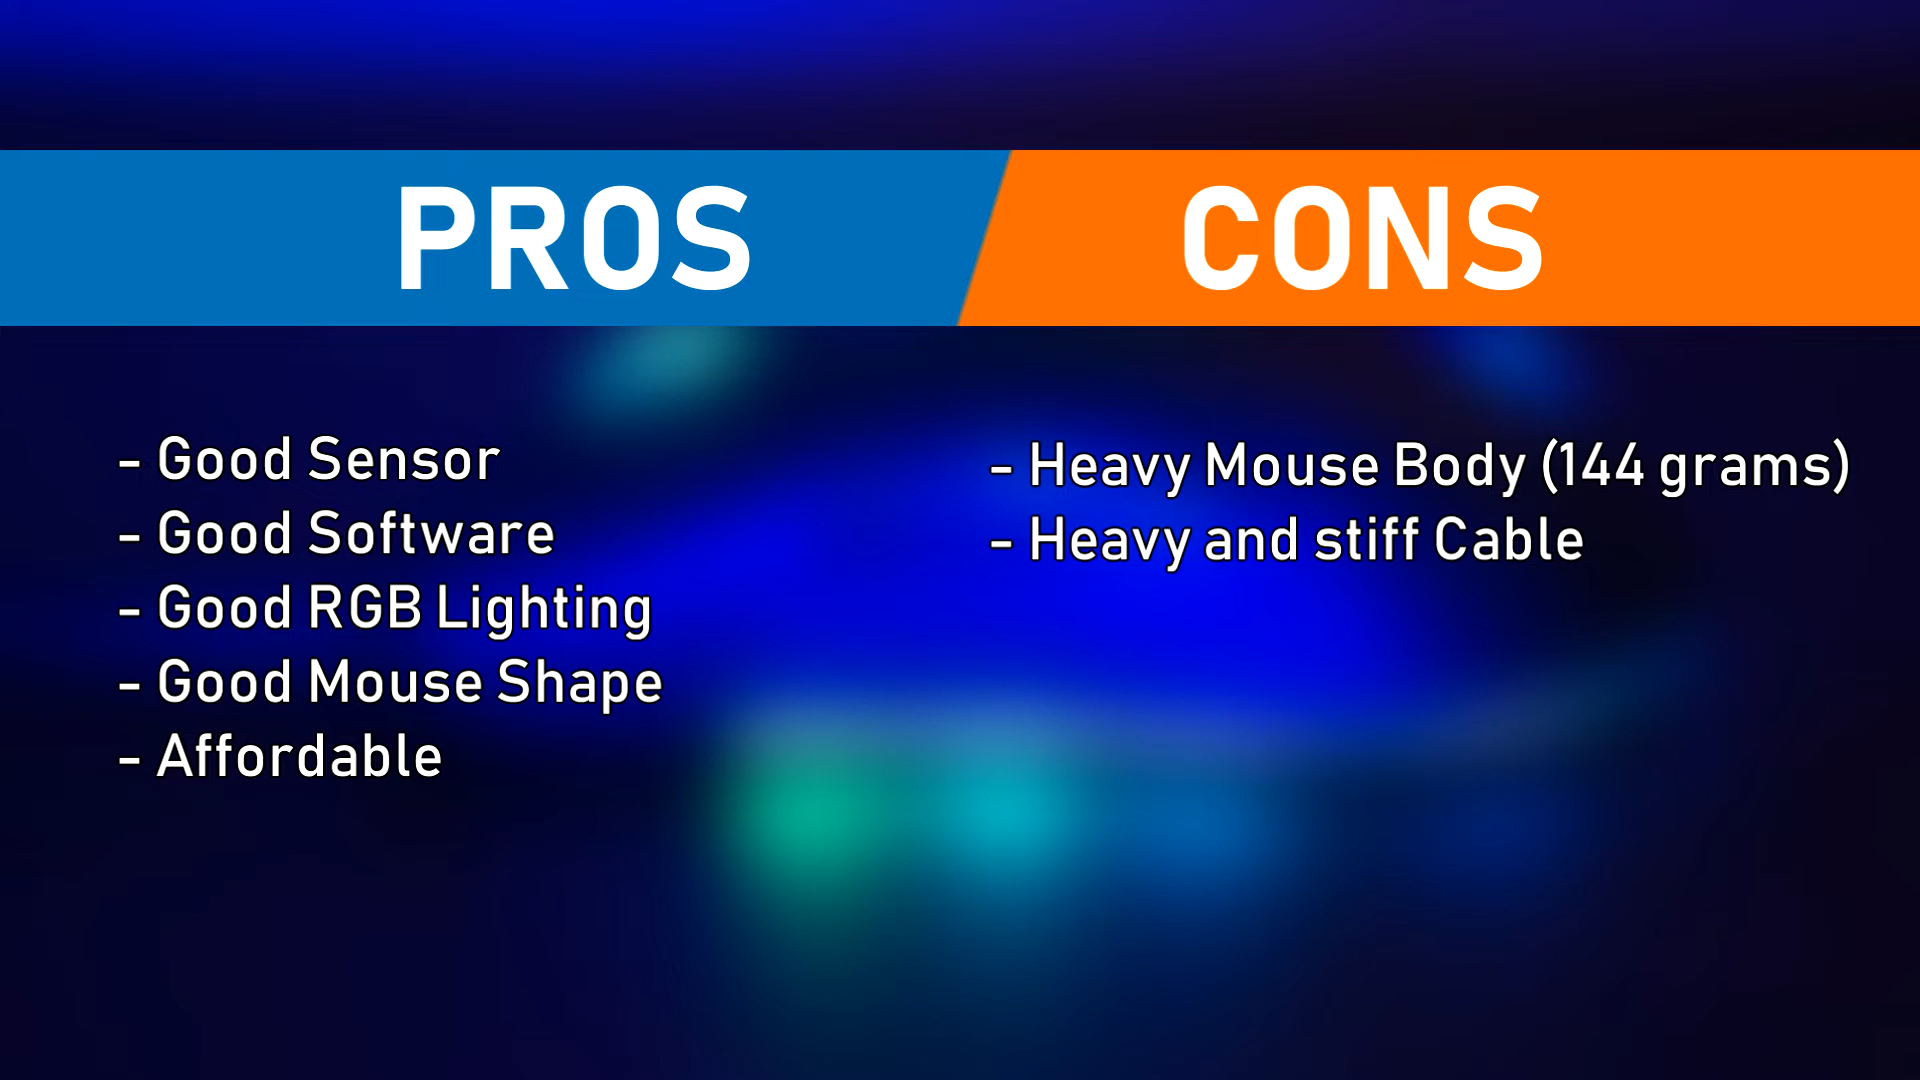 PROS
CONS
- Good Sensor
- Good Software
- Good RGB Lighting
- Good Mouse Shape
- Affordable
- Heavy Mouse Body (144 grams)
- Heavy and stiff Cable